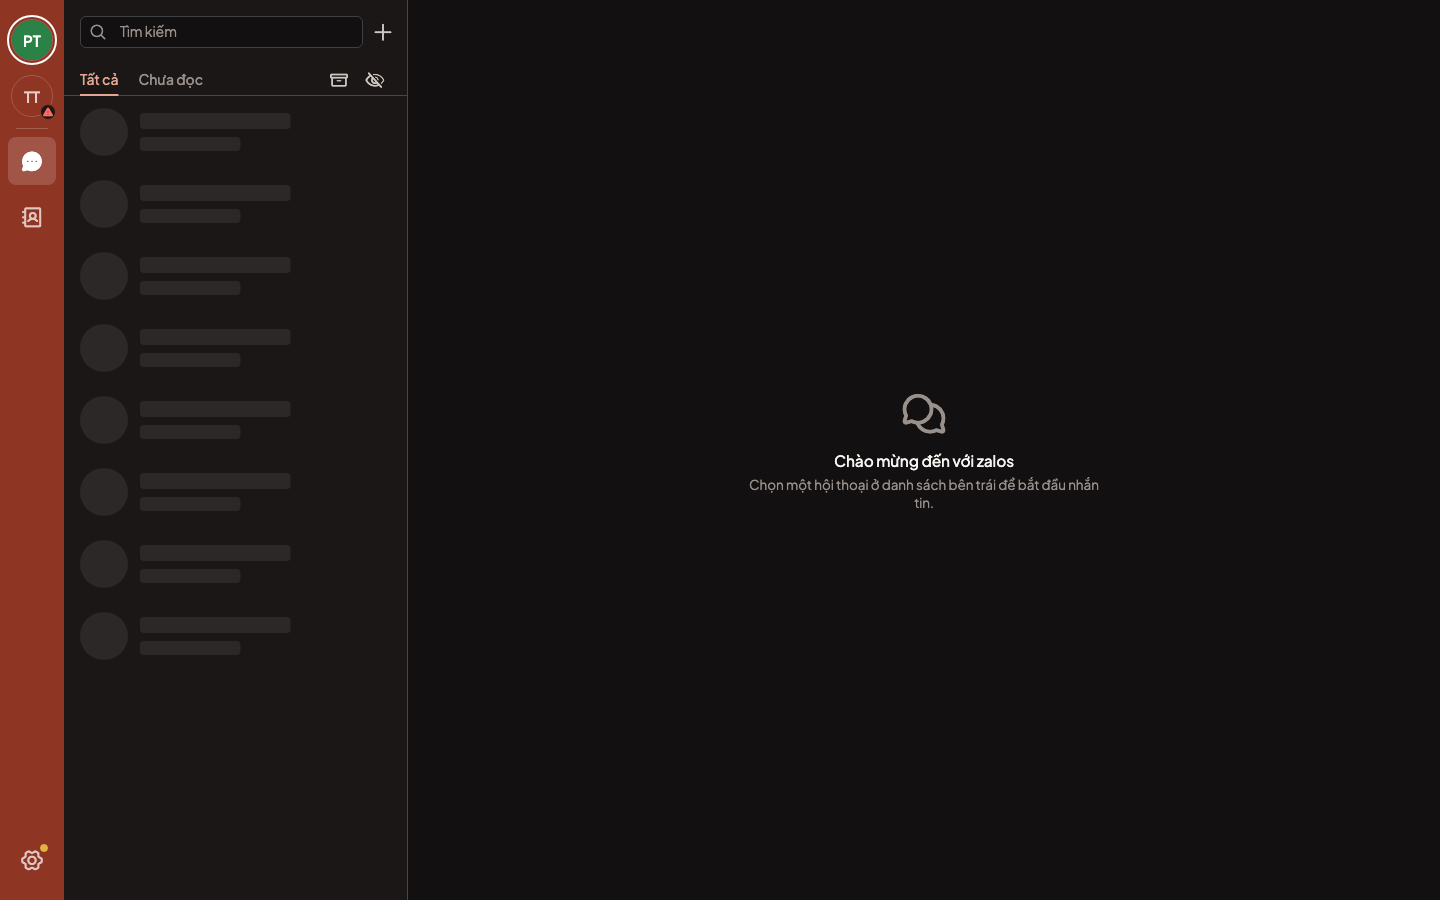 PT
TT
Tìm kiếm
Tất cả
Chưa đọc
Chào mừng đến với zalos
Chọn một hội thoại ở danh sách bên trái để bắt đầu nhắn
tin.